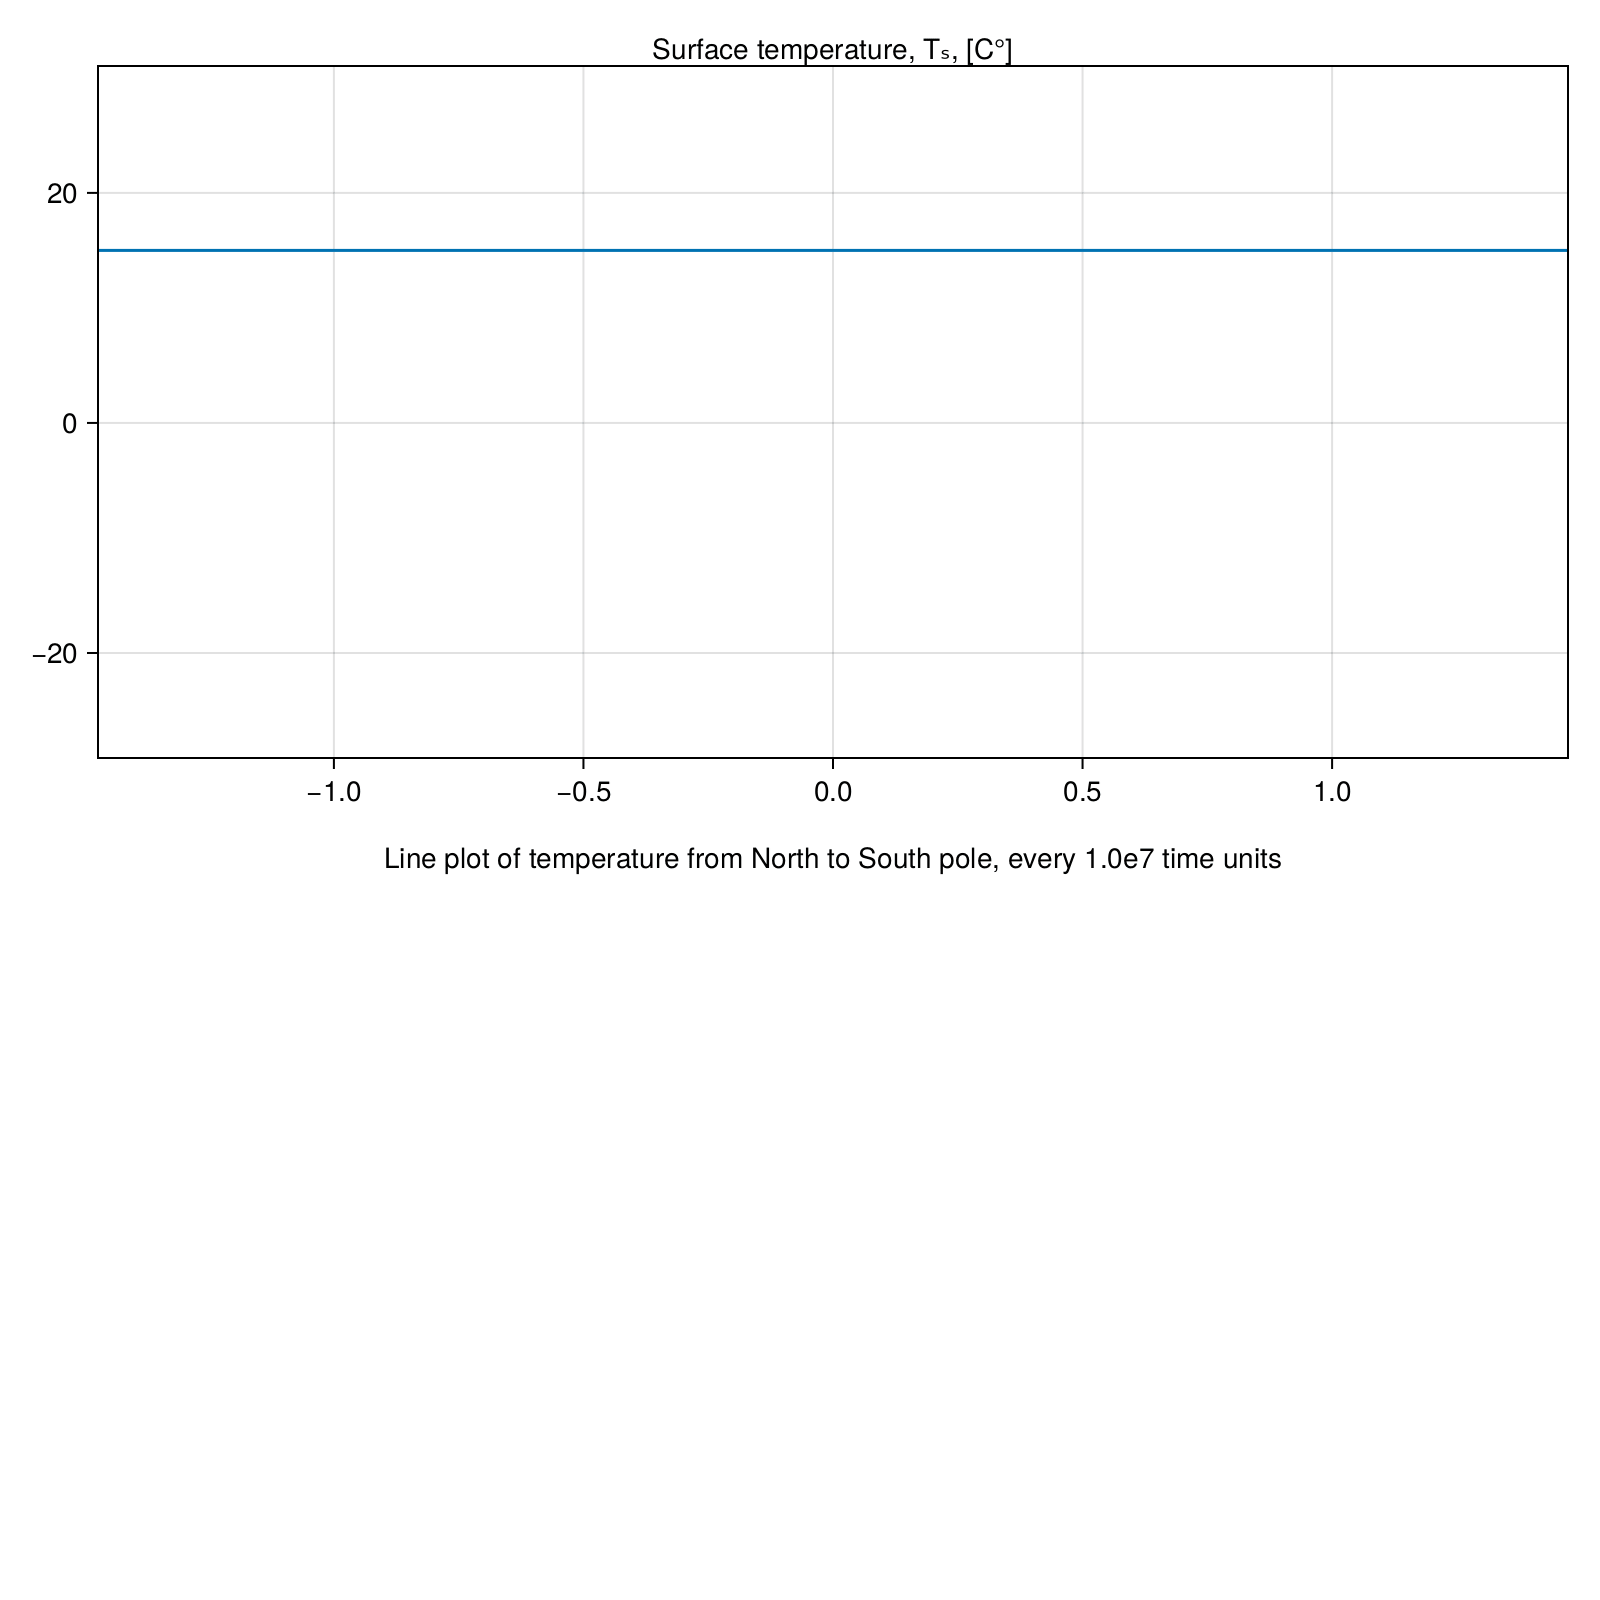 Surface temperature, Tₛ, [C°]
20
0
−20
−1.0 −0.5 0.0 0.5 1.0
Line plot of temperature from North to South pole, every 1.0e7 time units